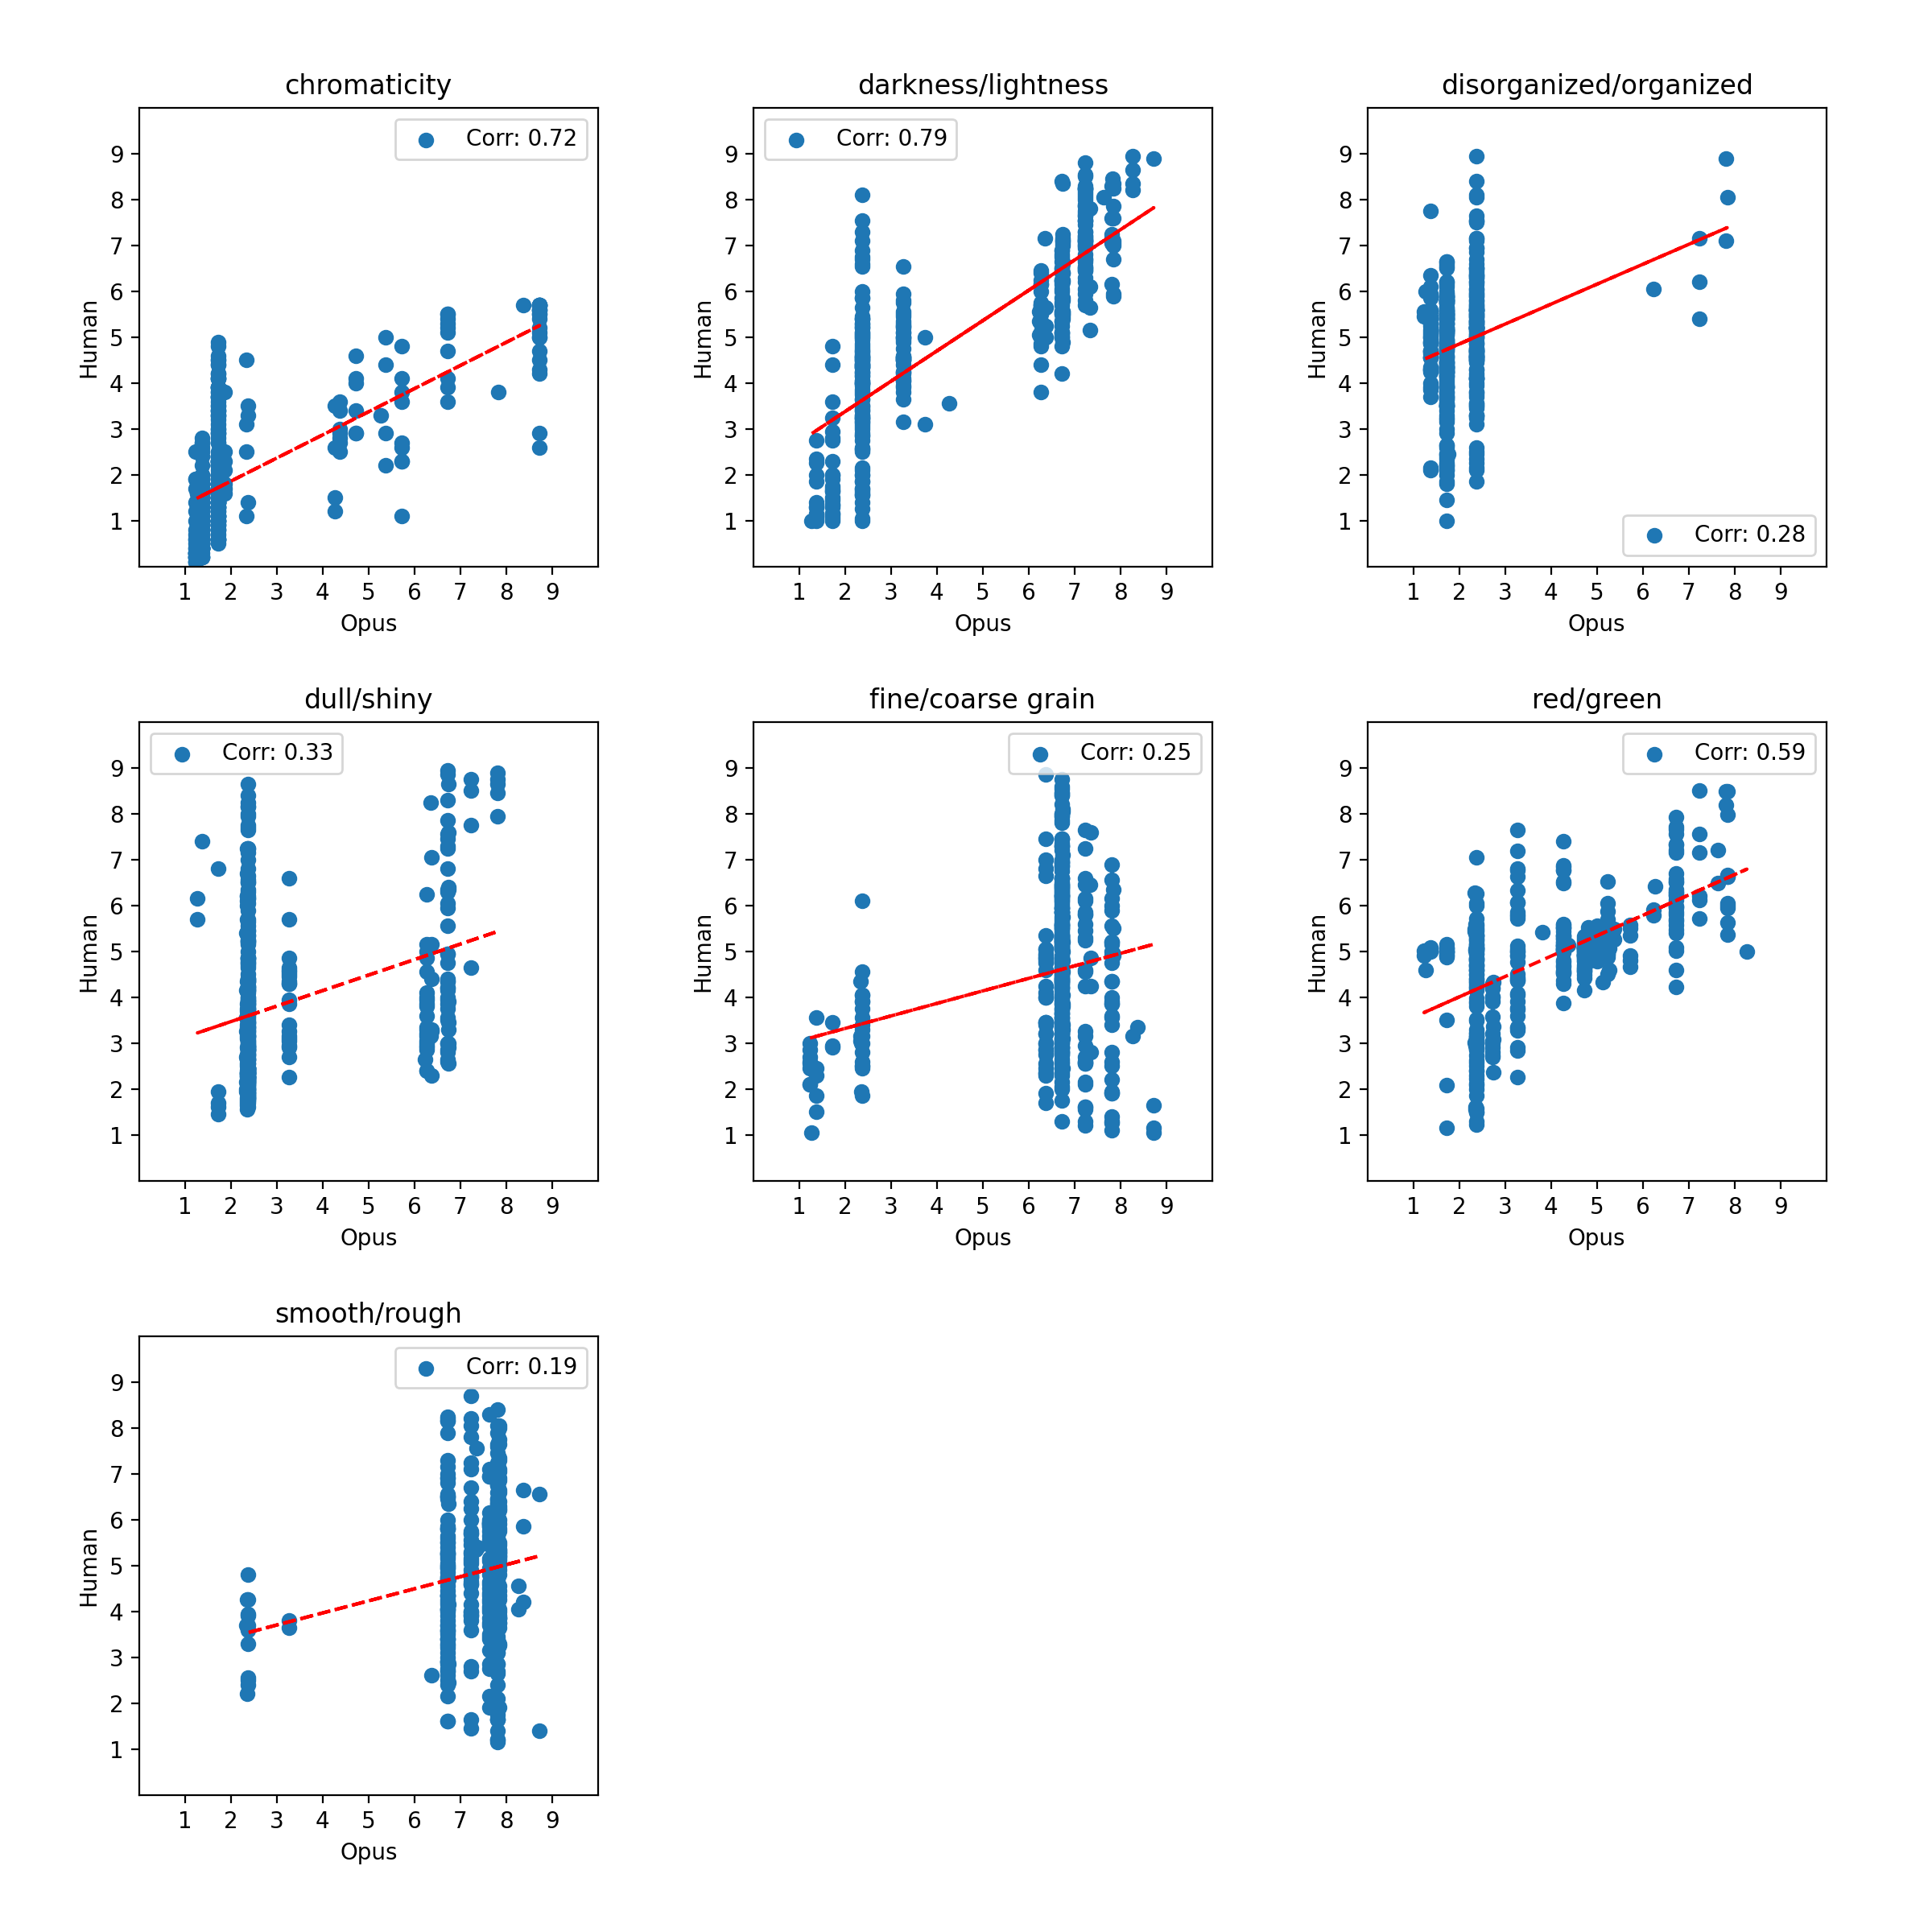 chromaticity
Corr: 0.72
9
8
7
6
5
4
3
2
1
Human
1 2 3 4 5 6 7 8 9
Opus
darkness/lightness
Corr: 0.79
9
8
7
6
5
4
3
2
1
Human
1 2 3 4 5 6 7 8 9
Opus
disorganized/organized
9
8
7
6
5
4
3
2
1
Human
Corr: 0.28
1 2 3 4 5 6 7 8 9
Opus
dull/shiny
Corr: 0.33
9
8
7
6
5
4
3
2
1
Human
1 2 3 4 5 6 7 8 9
Opus
fine/coarse grain
Corr: 0.25
9
8
7
6
5
4
3
2
1
Human
1 2 3 4 5 6 7 8 9
Opus
red/green
Corr: 0.59
9
8
7
6
5
4
3
2
1
Human
1 2 3 4 5 6 7 8 9
Opus
smooth/rough
Corr: 0.19
9
8
7
6
5
4
3
2
1
Human
1 2 3 4 5 6 7 8 9
Opus